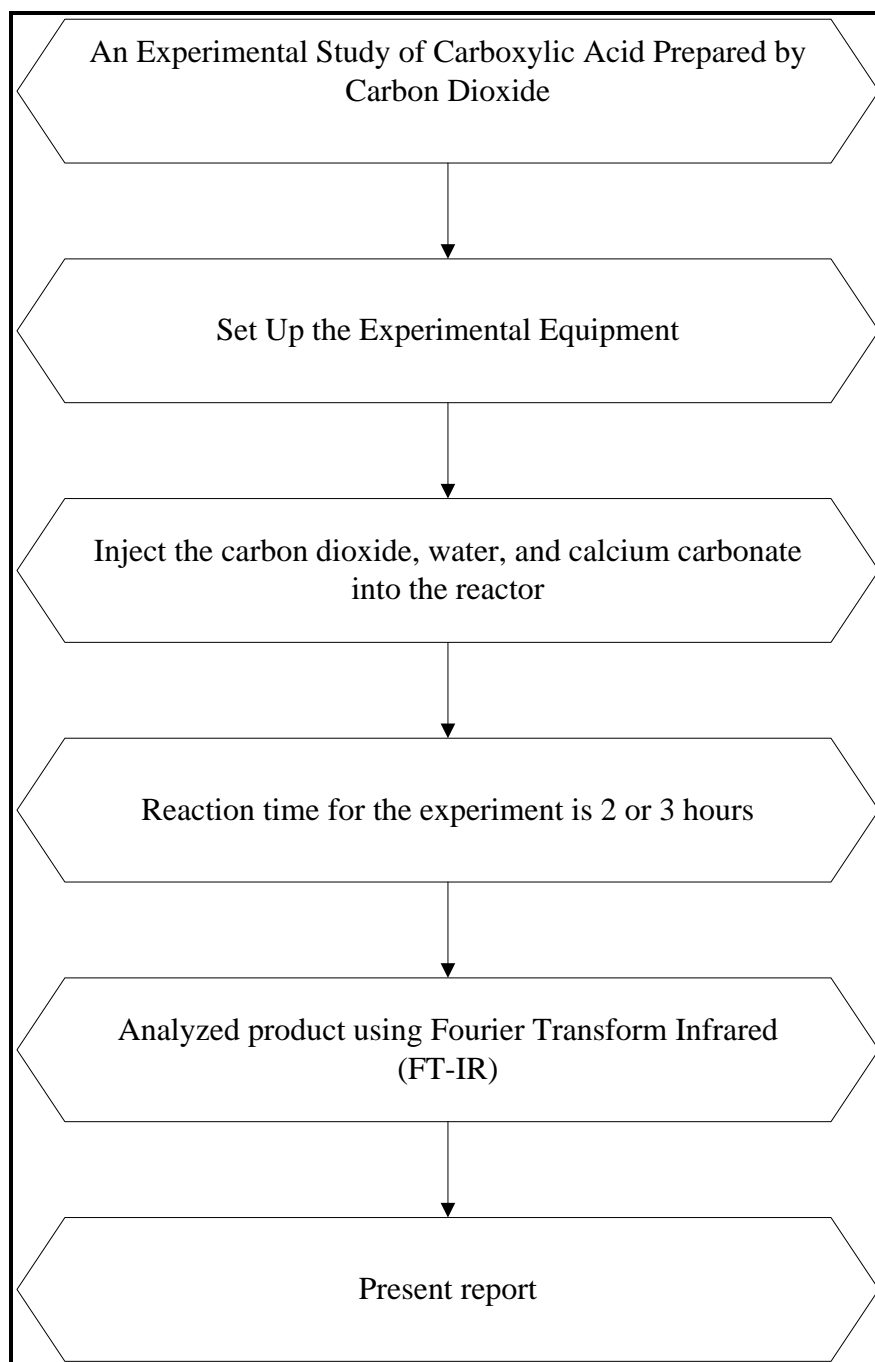 An Experimental Study of Carboxylic Acid Prepared by
Carbon Dioxide
Set Up the Experimental Equipment
Inject the carbon dioxide, water, and calcium carbonate
into the reactor
Reaction time for the experiment is 2 or 3 hours
Analyzed product using Fourier Transform Infrared
(FT-IR)
Present report